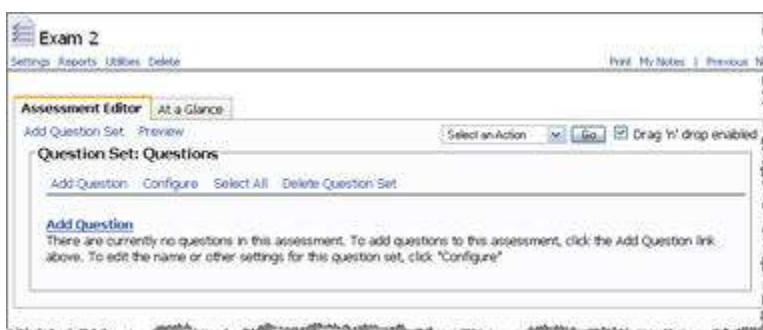 Exam 2
Settings Reports Utilities Delete Print My Notes | Previous N
Assessment Editor At a Glance
Add Question Set Preview Select an Action Go Drag 'n' drop enabled
Question Set: Questions
Add Question Configure Select All Delete Question Set
Add Question
There are currently no questions in this assessment. To add questions to this assessment, click the Add Question link
above. To edit the name or other settings for this question set, click "Configure"